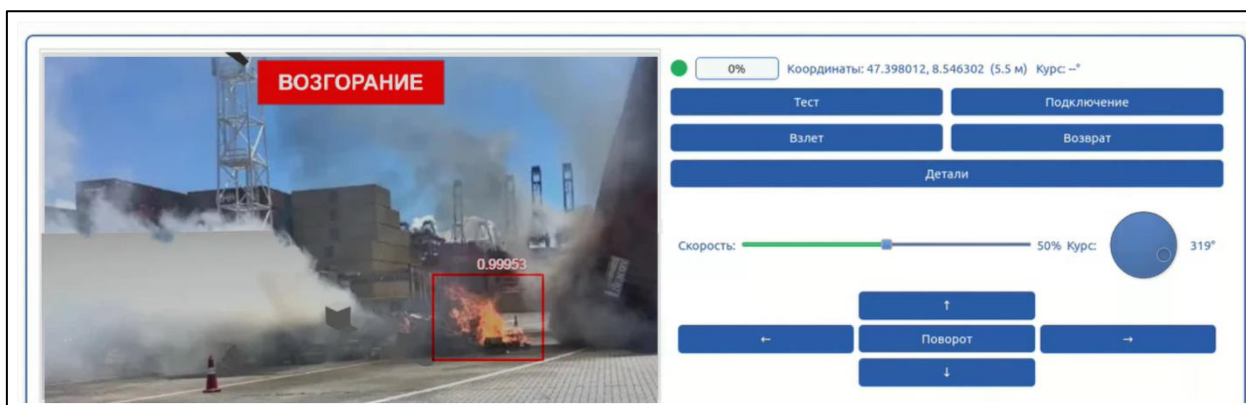 ВОЗГОРАНИЕ
0.99953
0% Координаты: 47.398012, 8.546302 (5.5 м) Курс: --°
Тест Подключение
Взлет Возврат
Детали
Скорость: 50% Курс: 319°
↑
← Поворот →
↓